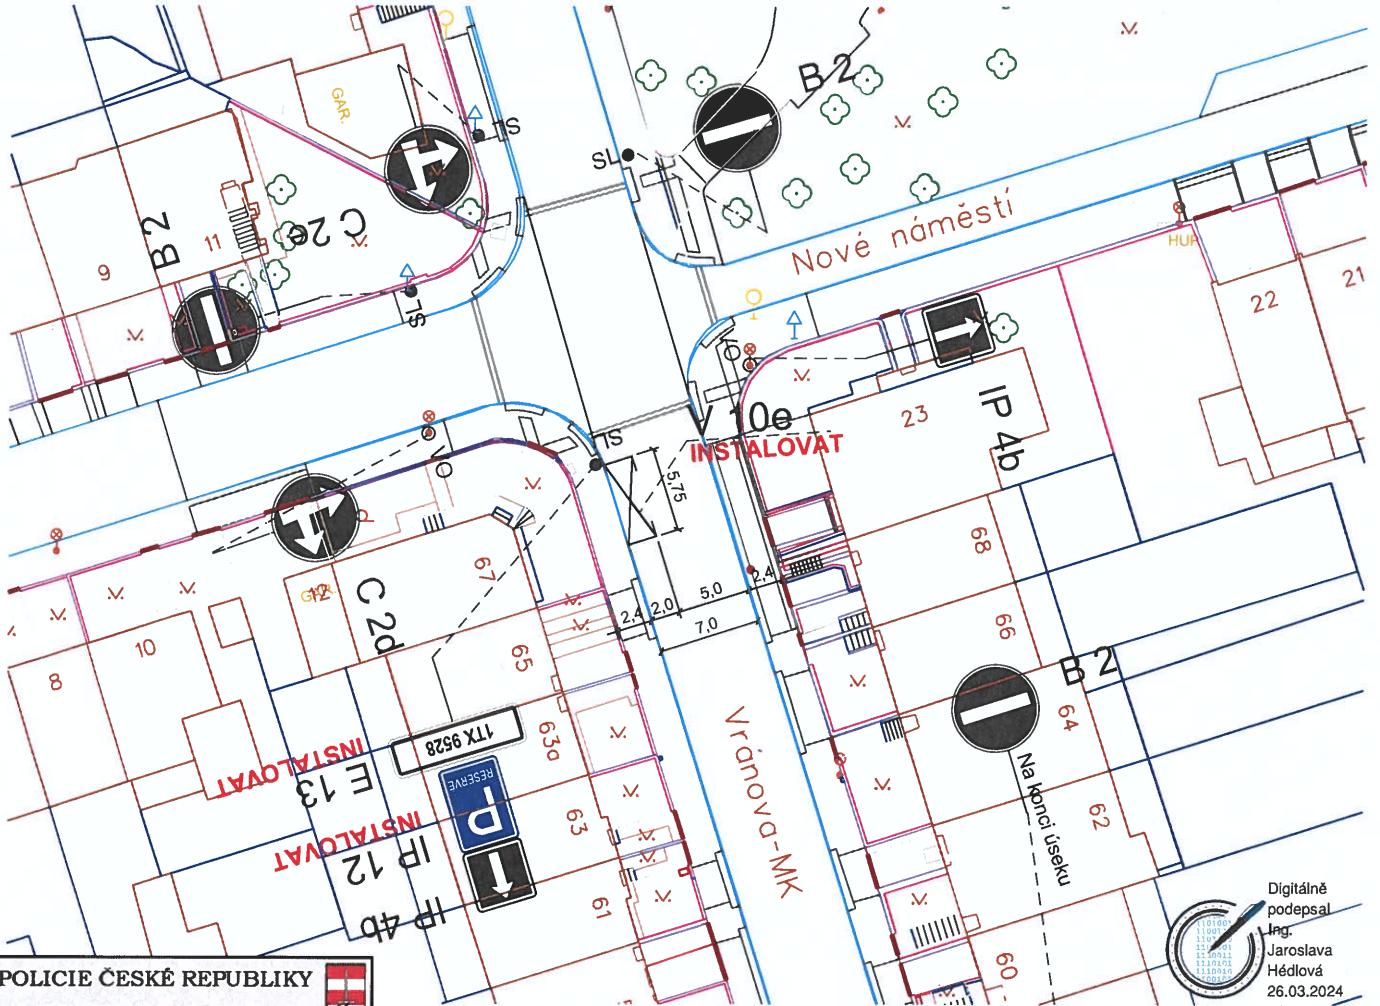 B 2
GAR.
SL
SL
B 2
11
C 2e
9
Nové náměstí
HUP
22
21
SL
VO
23
IP 4b
V 10e
INSTALOVAT
SL
5,75
VO
68
67
GAR.
12
C 2d
10
8
2,4
2,0
5,0
2,4
7,0
66
65
B 2
64
63a
1TX 9528
INSTALOVAT
E 13
RESERVE
P
INSTALOVAT
IP 12
IP 4b
63
61
Vránova-MK
Na konci úseku
62
60
Digitálně
podepsal
Ing.
Jaroslava
Hédlová
26.03.2024
POLICIE ČESKÉ REPUBLIKY